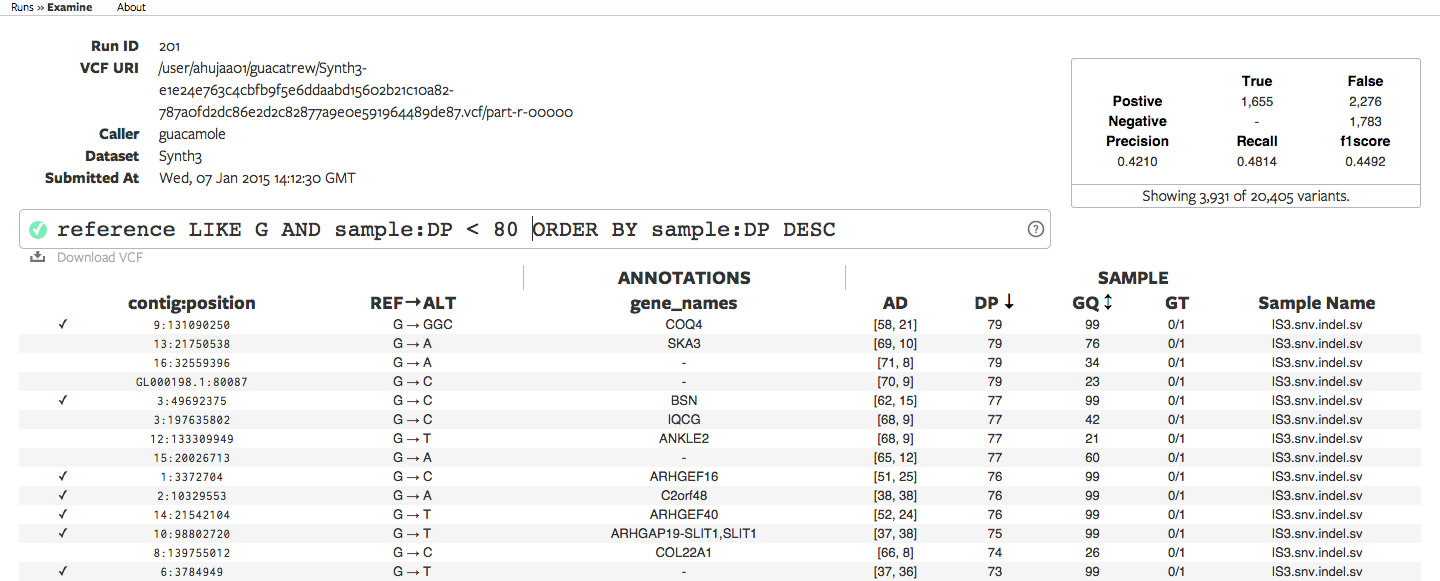 Runs » Examine About
Run ID 201
VCF URI /user/ahujaa01/guacatrew/Synth3-
e1e24e763c4cbfb9f5e6ddaabd15602b21c10a82-
787a0fd2dc86e2d2c82877a9e0e591964489de87.vcf/part-r-00000
Caller guacamole
Dataset Synth3
Submitted At Wed, 07 Jan 2015 14:12:30 GMT
True False
Postive 1,655 2,276
Negative - 1,783
Precision Recall f1score
0.4210 0.4814 0.4492
Showing 3,931 of 20,405 variants.
reference LIKE G AND sample:DP < 80 ORDER BY sample:DP DESC ?
Download VCF
ANNOTATIONS SAMPLE
contig:position REF→ALT gene_names AD DP ↓ GQ ↕ GT Sample Name
✓ 9:131090250 G → GGC COQ4 [58, 21] 79 99 0/1 IS3.snv.indel.sv
13:21750538 G → A SKA3 [69, 10] 79 76 0/1 IS3.snv.indel.sv
16:32559396 G → A - [71, 8] 79 34 0/1 IS3.snv.indel.sv
GL000198.1:80087 G → C - [70, 9] 79 23 0/1 IS3.snv.indel.sv
✓ 3:49692375 G → C BSN [62, 15] 77 99 0/1 IS3.snv.indel.sv
3:197635802 G → C IQCG [68, 9] 77 42 0/1 IS3.snv.indel.sv
12:133309949 G → T ANKLE2 [68, 9] 77 21 0/1 IS3.snv.indel.sv
15:20026713 G → A - [65, 12] 77 60 0/1 IS3.snv.indel.sv
✓ 1:3372704 G → C ARHGEF16 [51, 25] 76 99 0/1 IS3.snv.indel.sv
✓ 2:10329553 G → A C2orf48 [38, 38] 76 99 0/1 IS3.snv.indel.sv
✓ 14:21542104 G → T ARHGEF40 [52, 24] 76 99 0/1 IS3.snv.indel.sv
✓ 10:98802720 G → T ARHGAP19-SLIT1,SLIT1 [37, 38] 75 99 0/1 IS3.snv.indel.sv
8:139755012 G → C COL22A1 [66, 8] 74 26 0/1 IS3.snv.indel.sv
✓ 6:3784949 G → T - [37, 36] 73 99 0/1 IS3.snv.indel.sv